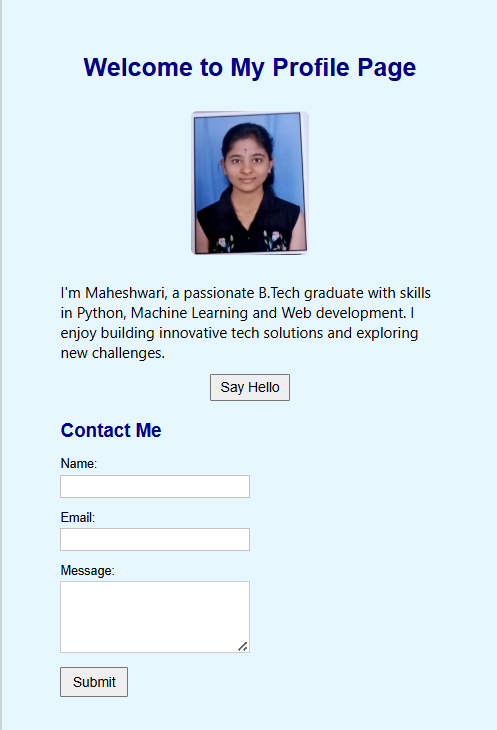 Welcome to My Profile Page
I'm Maheshwari, a passionate B.Tech graduate with skills
in Python, Machine Learning and Web development. I
enjoy building innovative tech solutions and exploring
new challenges.
Say Hello
Contact Me
Name:
Email:
Message:
Submit